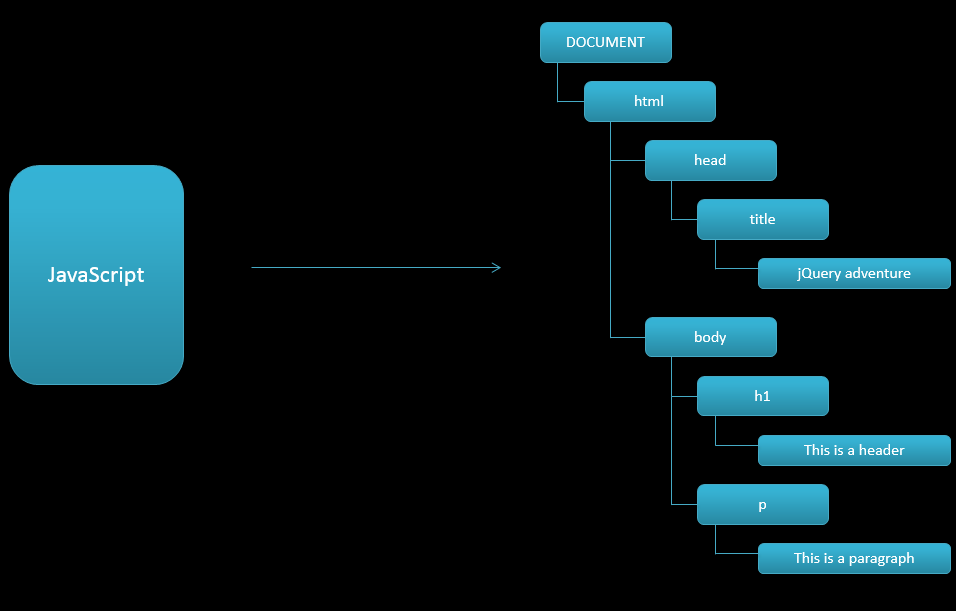 DOCUMENT
html
head
title
jQuery adventure
JavaScript
body
h1
This is a header
p
This is a paragraph